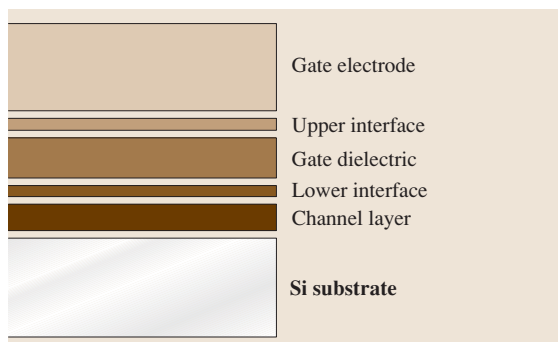 Gate electrode
Upper interface
Gate dielectric
Lower interface
Channel layer
Si substrate